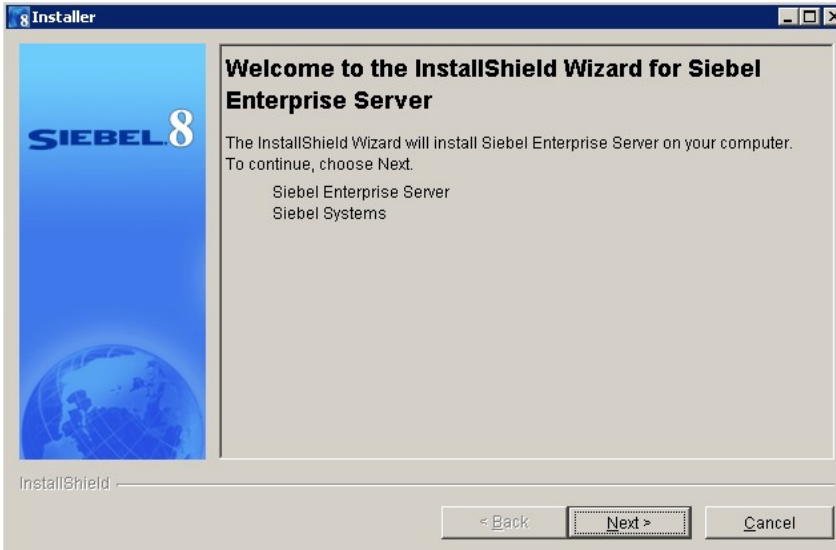 8 Installer
SIEBEL.8
Welcome to the InstallShield Wizard for Siebel
Enterprise Server
The InstallShield Wizard will install Siebel Enterprise Server on your computer.
To continue, choose Next.
Siebel Enterprise Server
Siebel Systems
InstallShield
< Back
Next >
Cancel